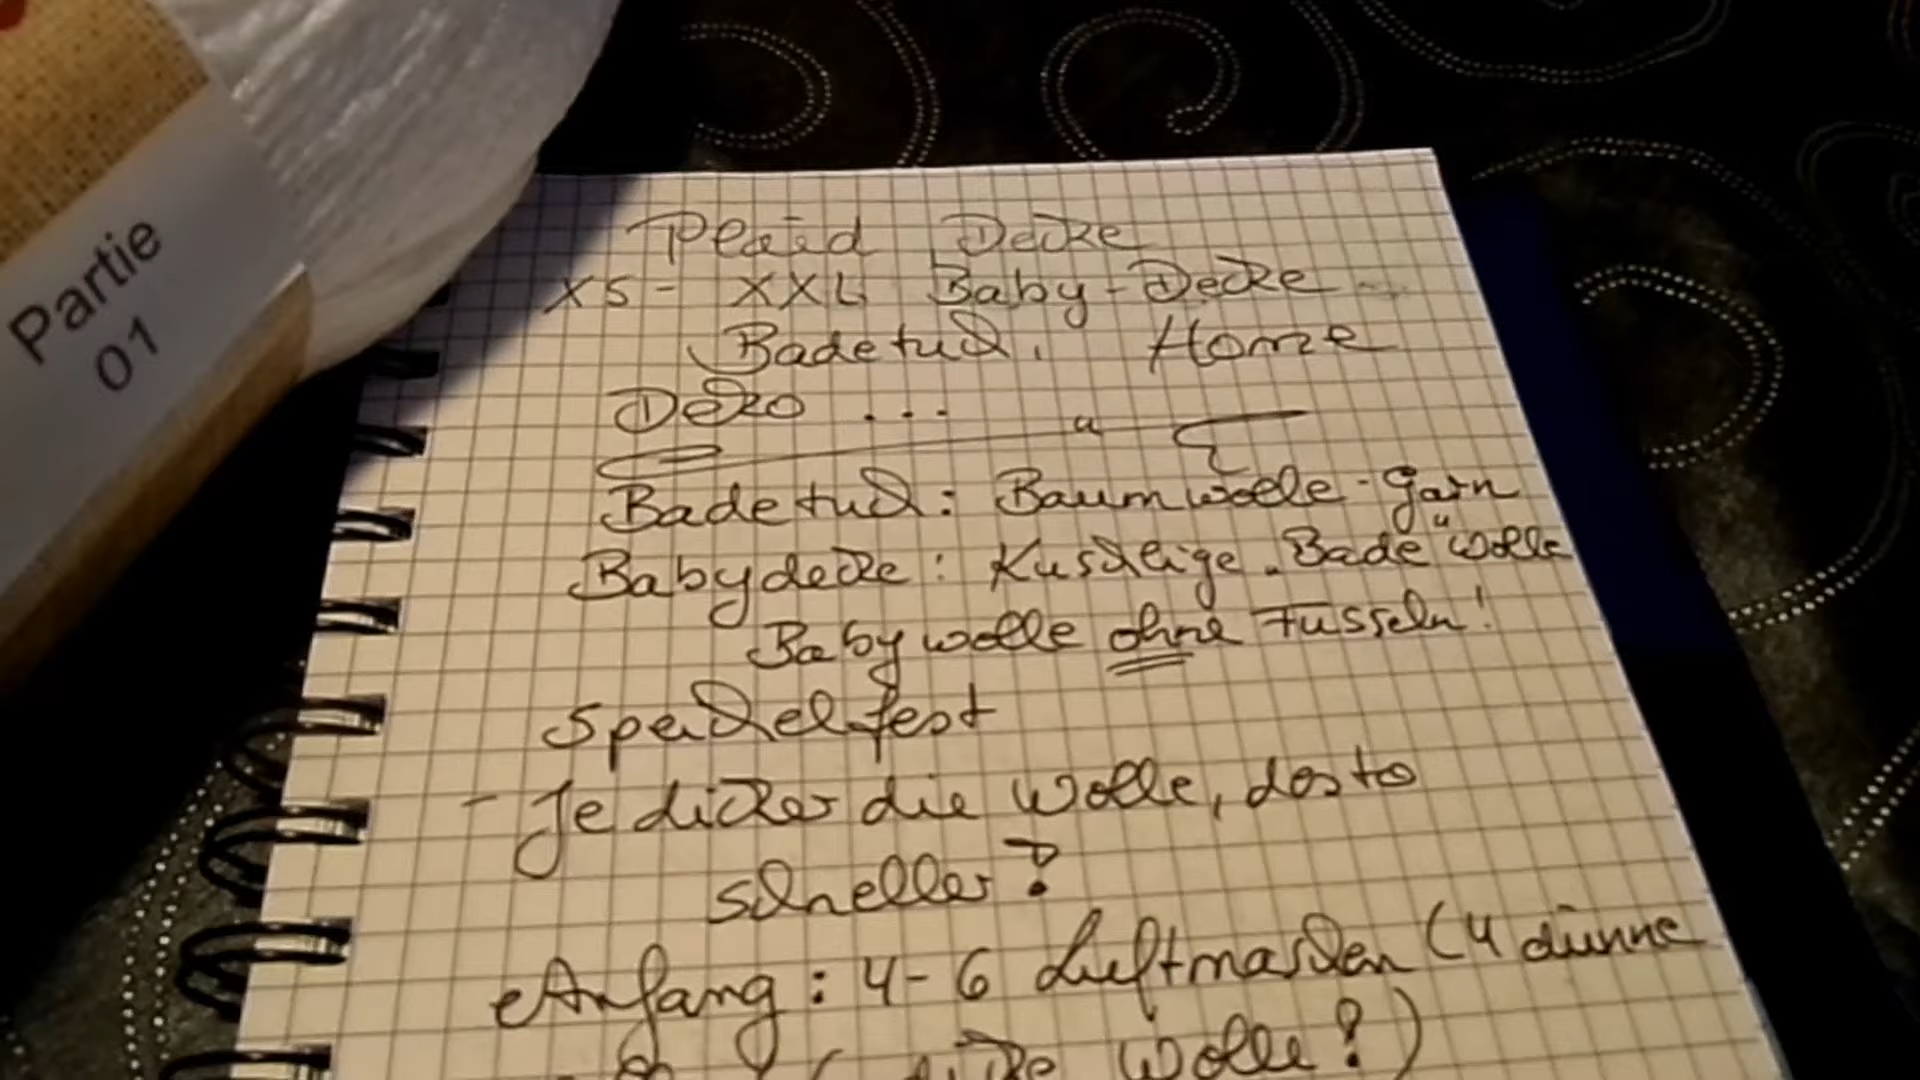 Partie
01
Plaid Decke
XS - XXL Baby-Decke
Badetuch. Home
Deko ...
Badetuch: Baumwolle-Garn
Babydecke: Kuschelige "Bade" wolle
Babywolle ohne Fusseln!
Speichelfest
- Je dicker die Wolle, desto
schneller?
Anfang: 4-6 Luftmaschen (4 dünne
dicke Wolle?)